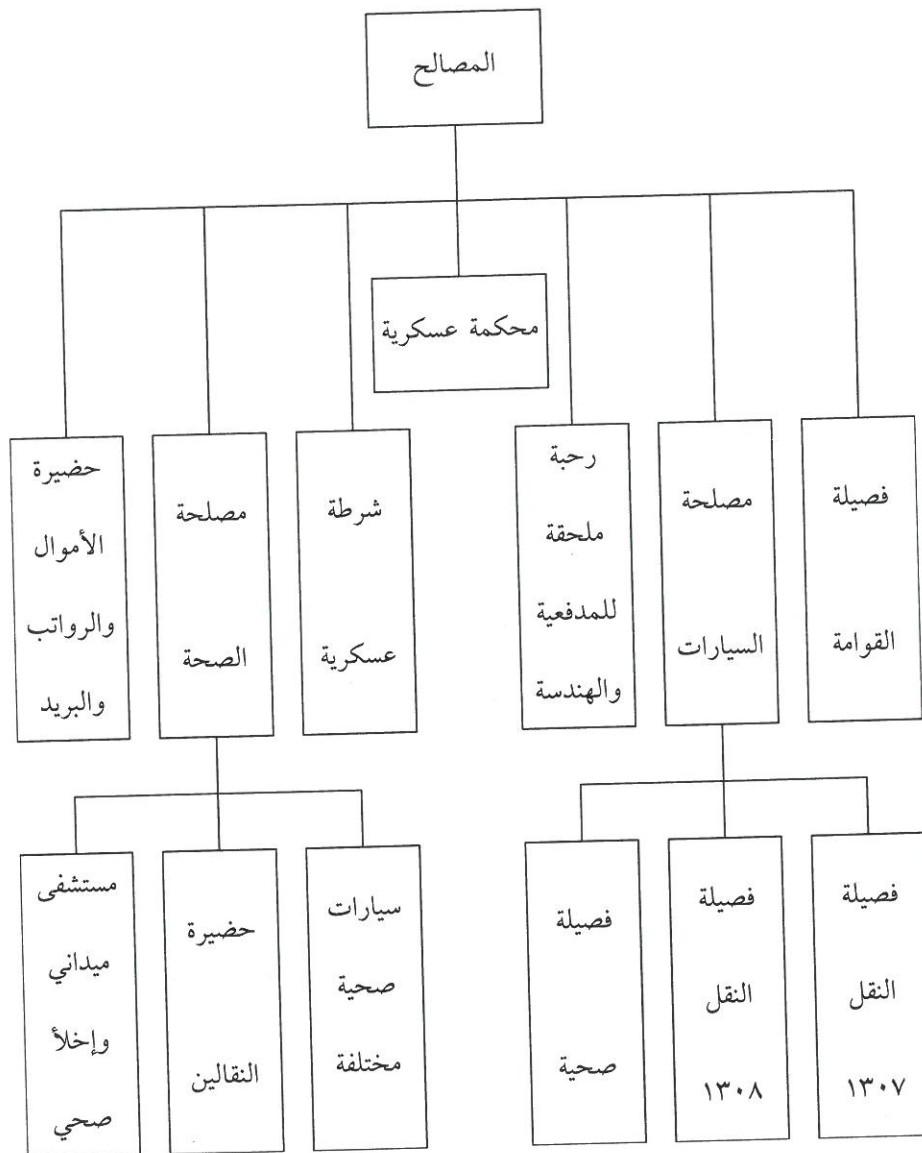 المصالح
محكمة عسكرية
فصيلة
القوامة
مصلحة
السيارات
رحبة
ملحقة
للمدفعية
والهندسة
شرطة
عسكرية
مصلحة
الصحة
حضيرة
الأموال
والرواتب
والبريد
فصيلة
النقل
١٣٠٧
فصيلة
النقل
١٣٠٨
فصيلة
صحية
سيارات
صحية
مختلفة
حضيرة
النقالين
مستشفى
ميداني
وإخلأ
صحي